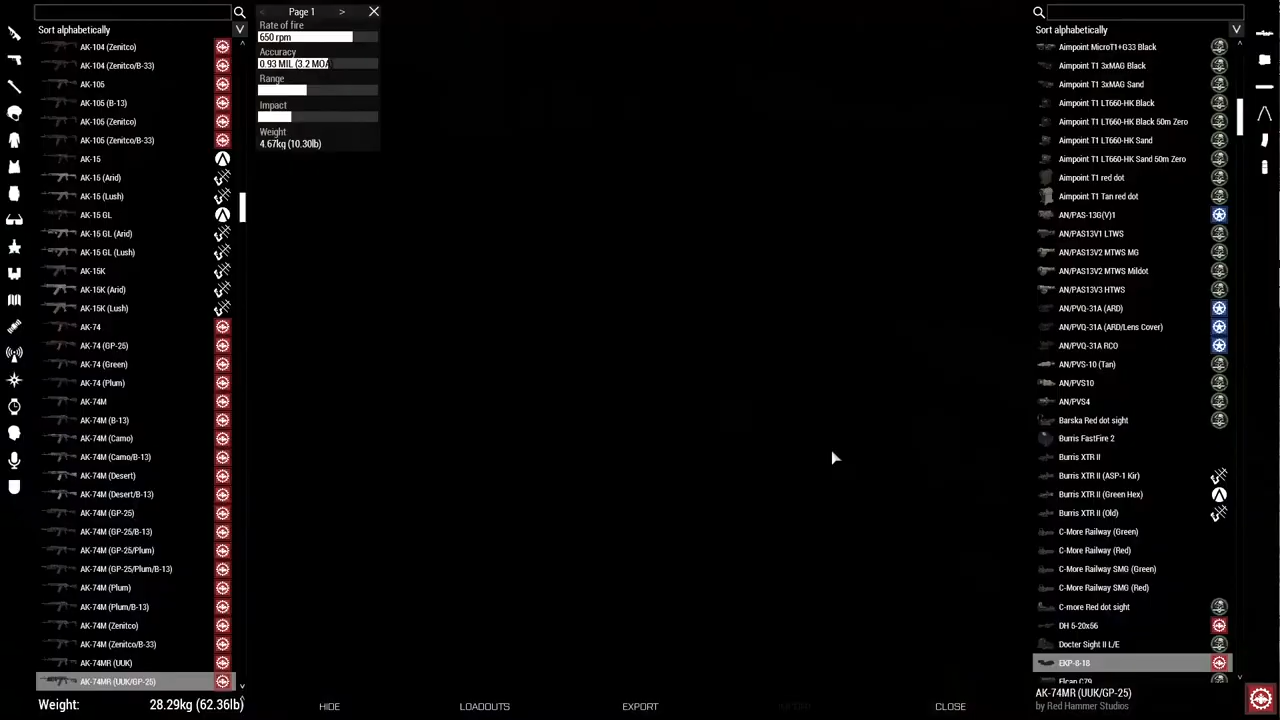 Sort alphabetically
AK-104 (Zenitco)
AK-104 (Zenitco/B-33)
AK-105
AK-105 (B-13)
AK-105 (Zenitco)
AK-105 (Zenitco/B-33)
AK-15
AK-15 (Arid)
AK-15 (Lush)
AK-15 GL
AK-15 GL (Arid)
AK-15 GL (Lush)
AK-15K
AK-15K (Arid)
AK-15K (Lush)
AK-74
AK-74 (GP-25)
AK-74 (Green)
AK-74 (Plum)
AK-74M
AK-74M (B-13)
AK-74M (Camo)
AK-74M (Camo/B-13)
AK-74M (Desert)
AK-74M (Desert/B-13)
AK-74M (GP-25)
AK-74M (GP-25/B-13)
AK-74M (GP-25/Plum)
AK-74M (GP-25/Plum/B-13)
AK-74M (Plum)
AK-74M (Plum/B-13)
AK-74M (Zenitco)
AK-74M (Zenitco/B-33)
AK-74MR (UUK)
AK-74MR (UUK/GP-25)
Weight: 28.29kg (62.36lb)
< Page 1 >
Rate of fire
650 rpm
Accuracy
0.93 MIL (3.2 MOA)
Range
Impact
Weight
4.67kg (10.30lb)
HIDE
LOADOUTS
EXPORT
CLOSE
Sort alphabetically
Aimpoint MicroT1+G33 Black
Aimpoint T1 3xMAG Black
Aimpoint T1 3xMAG Sand
Aimpoint T1 LT660-HK Black
Aimpoint T1 LT660-HK Black 50m Zero
Aimpoint T1 LT660-HK Sand
Aimpoint T1 LT660-HK Sand 50m Zero
Aimpoint T1 red dot
Aimpoint T1 Tan red dot
AN/PAS-13G(V)1
AN/PAS13V1 LTWS
AN/PAS13V2 MTWS MG
AN/PAS13V2 MTWS Mildot
AN/PAS13V3 HTWS
AN/PVQ-31A (ARD)
AN/PVQ-31A (ARD/Lens Cover)
AN/PVQ-31A RCO
AN/PVS-10 (Tan)
AN/PVS10
AN/PVS4
Barska Red dot sight
Burris FastFire 2
Burris XTR II
Burris XTR II (ASP-1 Kir)
Burris XTR II (Green Hex)
Burris XTR II (Old)
C-More Railway (Green)
C-More Railway (Red)
C-More Railway SMG (Green)
C-More Railway SMG (Red)
C-more Red dot sight
DH 5-20x56
Docter Sight II L/E
EKP-8-18
Elcan C79
AK-74MR (UUK/GP-25)
by Red Hammer Studios